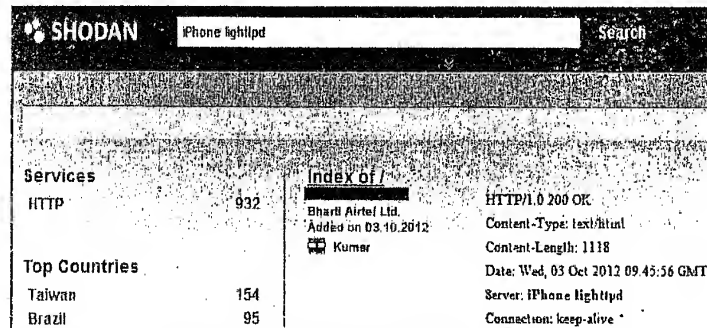 SHODAN
iPhone lighttpd
Search
Services
HTTP 932
Top Countries
Taiwan 154
Brazil 95
Index of /
Bharti Airtel Ltd.
Added on 03.10.2012
Kumar
HTTP/1.0 200 OK
Content-Type: text/html
Content-Length: 1118
Date: Wed, 03 Oct 2012 09:45:56 GMT
Server: iPhone lighttpd
Connection: keep-alive